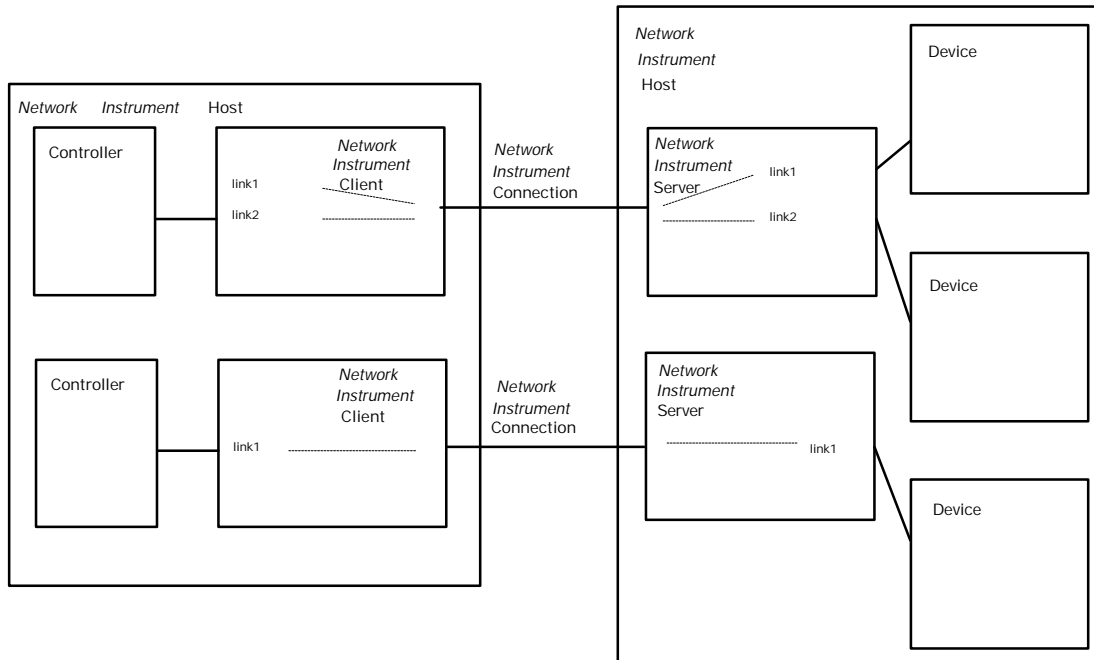 Network Instrument Host
Controller
Network
Instrument
Client
link1
link2
Network
Instrument
Connection
Controller
Network
Instrument
Client
link1
Network
Instrument
Connection
Network
Instrument
Host
Network
Instrument
Server
link1
link2
Device
Device
Network
Instrument
Server
link1
Device